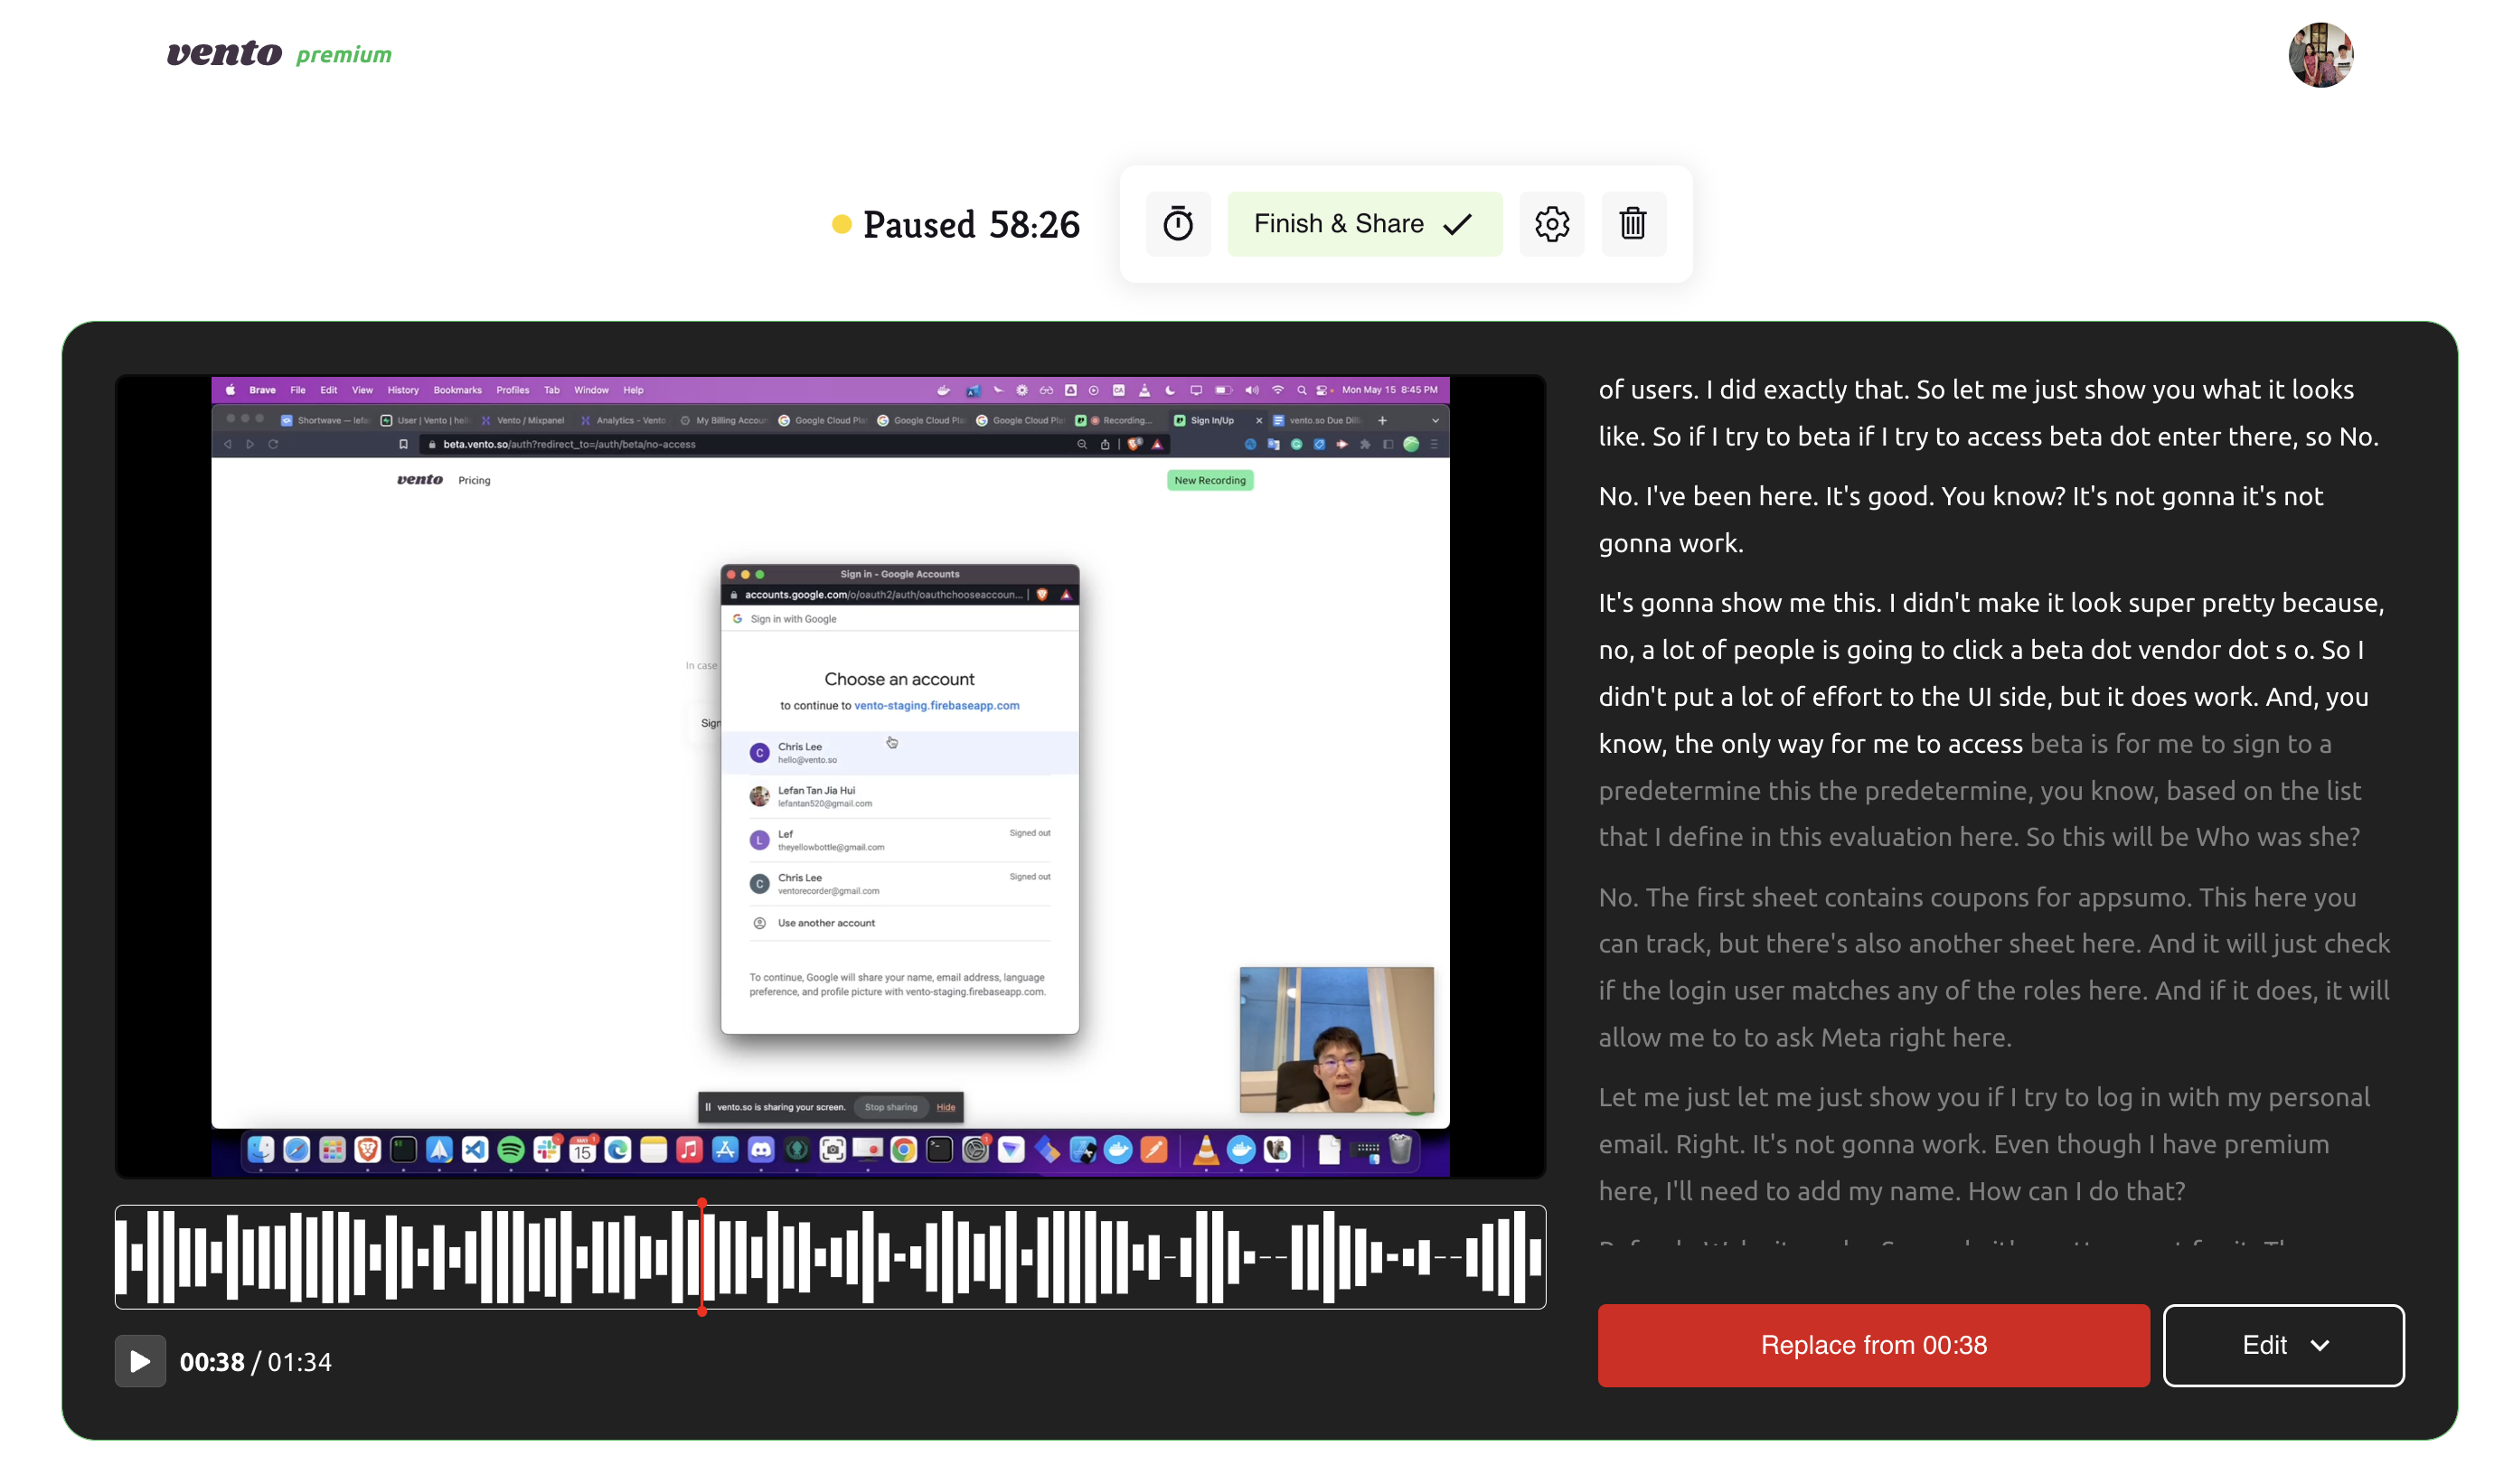 vento premium
Paused 58:26
Finish & Share
Brave File Edit View History Bookmarks Profiles Tab Window Help
Mon May 15 8:45 PM
Shortwave — lefa
User | Vento | hell
Vento / Mixpanel
Analytics - Vento
My Billing Accoun
Google Cloud Pla
Google Cloud Pla
Google Cloud Pla
Recording...
Sign In/Up
vento.so Due Dilli
beta.vento.so/auth?redirect_to=/auth/beta/no-access
vento Pricing
New Recording
In case
Sign
Sign in - Google Accounts
accounts.google.com/o/oauth2/auth/oauthchooseaccoun...
Sign in with Google
Choose an account
to continue to vento-staging.firebaseapp.com
C
Chris Lee
hello@vento.so
Lefan Tan Jia Hui
lefantan520@gmail.com
L
Lef
Signed out
theyellowbottle@gmail.com
C
Chris Lee
Signed out
ventorecorder@gmail.com
Use another account
To continue, Google will share your name, email address, language
preference, and profile picture with vento-staging.firebaseapp.com.
vento.so is sharing your screen. Stop sharing Hide
15
00:38 / 01:34
of users. I did exactly that. So let me just show you what it looks
like. So if I try to beta if I try to access beta dot enter there, so No.
No. I've been here. It's good. You know? It's not gonna it's not
gonna work.
It's gonna show me this. I didn't make it look super pretty because,
no, a lot of people is going to click a beta dot vendor dot s o. So I
didn't put a lot of effort to the UI side, but it does work. And, you
know, the only way for me to access beta is for me to sign to a
predetermine this the predetermine, you know, based on the list
that I define in this evaluation here. So this will be Who was she?
No. The first sheet contains coupons for appsumo. This here you
can track, but there's also another sheet here. And it will just check
if the login user matches any of the roles here. And if it does, it will
allow me to to ask Meta right here.
Let me just let me just show you if I try to log in with my personal
email. Right. It's not gonna work. Even though I have premium
here, I'll need to add my name. How can I do that?
Replace from 00:38
Edit